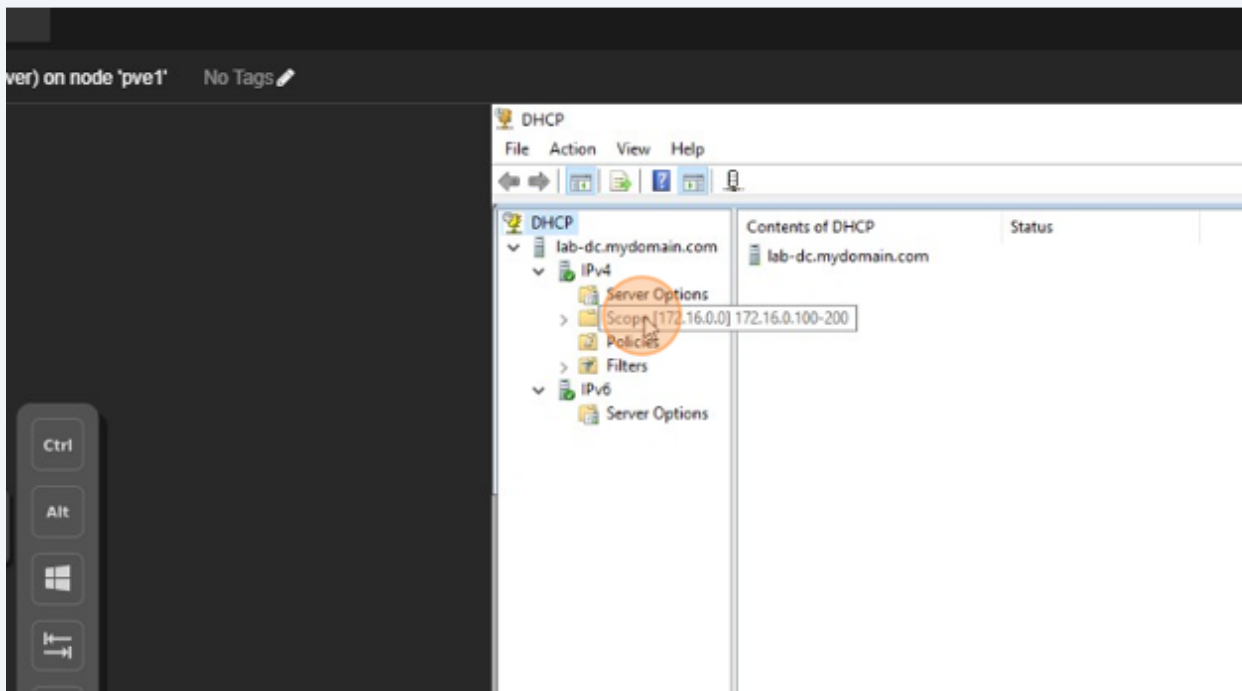 ver) on node 'pve1' No Tags
DHCP
File Action View Help
DHCP
lab-dc.mydomain.com
IPv4
Server Options
Scope [172.16.0.0] 172.16.0.100-200
Policies
Filters
IPv6
Server Options
Contents of DHCP Status
lab-dc.mydomain.com
Ctrl
Alt